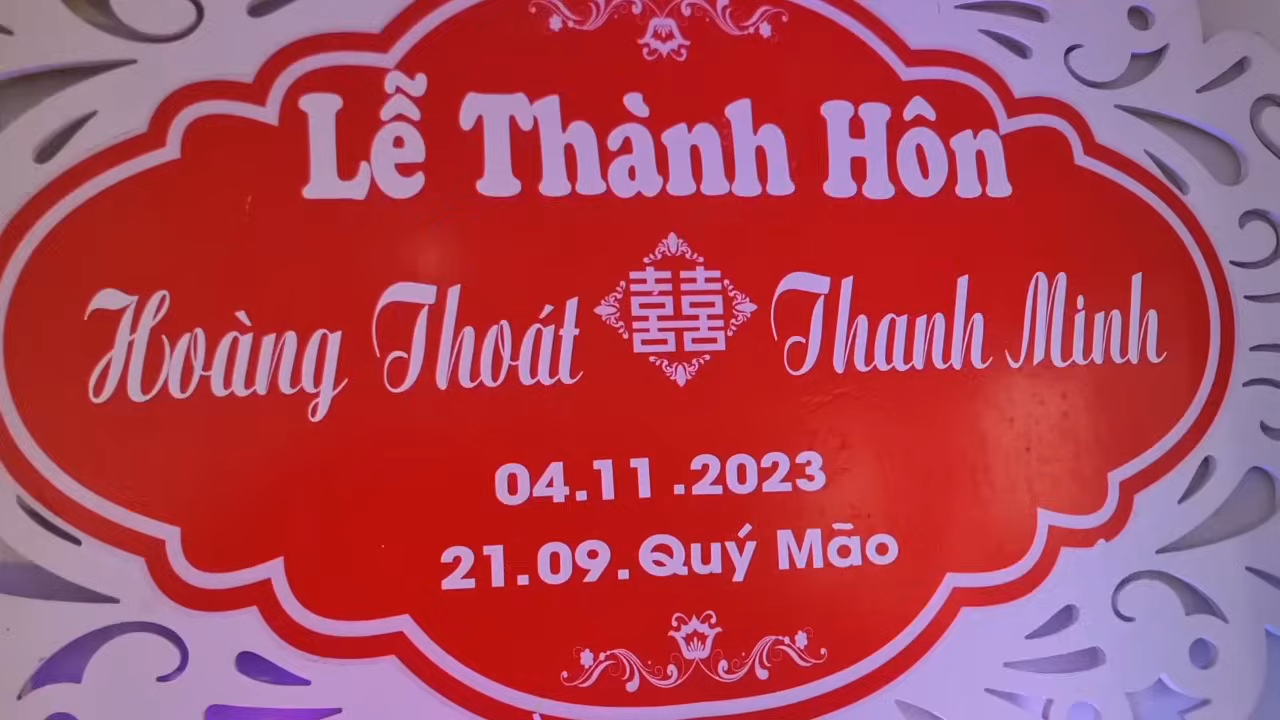 Lễ Thành Hôn
Hoàng Thoát 囍 Thanh Minh
04.11.2023
21.09.Quý Mão